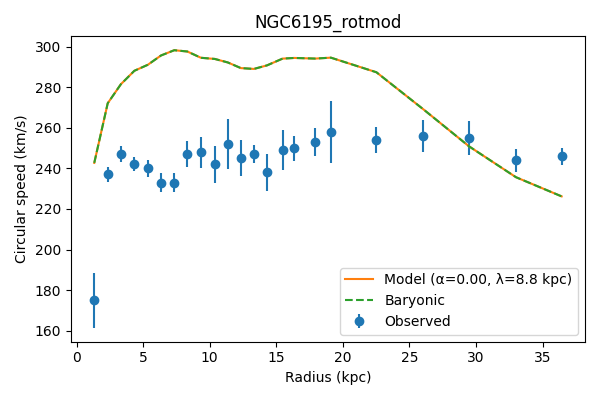 NGC6195_rotmod
Circular speed (km/s)
300
280
260
240
220
200
180
160
Model (α=0.00, λ=8.8 kpc)
Baryonic
Observed
0 5 10 15 20 25 30 35
Radius (kpc)